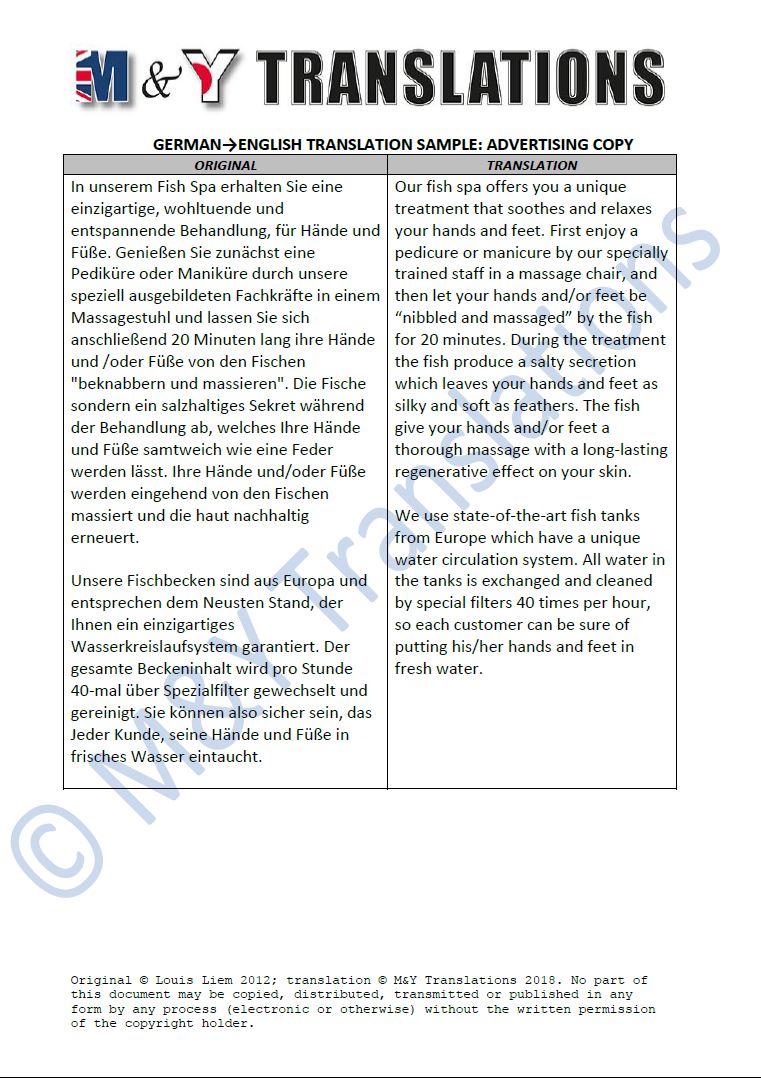 M & Y TRANSLATIONS
GERMAN→ENGLISH TRANSLATION SAMPLE: ADVERTISING COPY
ORIGINAL
In unserem Fish Spa erhalten Sie eine
einzigartige, wohltuende und
entspannende Behandlung, für Hände und
Füße. Genießen Sie zunächst eine
Pediküre oder Maniküre durch unsere
speziell ausgebildeten Fachkräfte in einem
Massagestuhl und lassen Sie sich
anschließend 20 Minuten lang ihre Hände
und /oder Füße von den Fischen
"beknabbern und massieren". Die Fische
sondern ein salzhaltiges Sekret während
der Behandlung ab, welches Ihre Hände
und Füße samtweich wie eine Feder
werden lässt. Ihre Hände und/oder Füße
werden eingehend von den Fischen
massiert und die haut nachhaltig
erneuert.
Unsere Fischbecken sind aus Europa und
entsprechen dem Neusten Stand, der
Ihnen ein einzigartiges
Wasserkreislaufsystem garantiert. Der
gesamte Beckeninhalt wird pro Stunde
40-mal über Spezialfilter gewechselt und
gereinigt. Sie können also sicher sein, das
Jeder Kunde, seine Hände und Füße in
frisches Wasser eintaucht.
TRANSLATION
Our fish spa offers you a unique
treatment that soothes and relaxes
your hands and feet. First enjoy a
pedicure or manicure by our specially
trained staff in a massage chair, and
then let your hands and/or feet be
“nibbled and massaged” by the fish
for 20 minutes. During the treatment
the fish produce a salty secretion
which leaves your hands and feet as
silky and soft as feathers. The fish
give your hands and/or feet a
thorough massage with a long-lasting
regenerative effect on your skin.
We use state-of-the-art fish tanks
from Europe which have a unique
water circulation system. All water in
the tanks is exchanged and cleaned
by special filters 40 times per hour,
so each customer can be sure of
putting his/her hands and feet in
fresh water.
© M&Y Translations
Original © Louis Liem 2012; translation © M&Y Translations 2018. No part of
this document may be copied, distributed, transmitted or published in any
form by any process (electronic or otherwise) without the written permission
of the copyright holder.